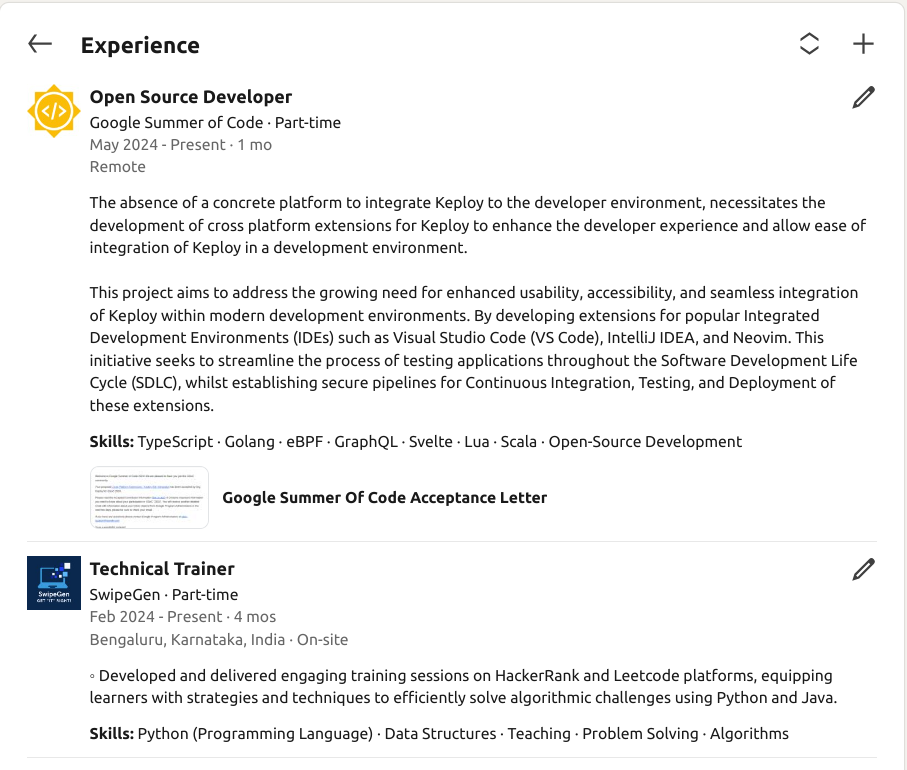 Experience
Open Source Developer
Google Summer of Code · Part-time
May 2024 - Present · 1 mo
Remote
The absence of a concrete platform to integrate Keploy to the developer environment, necessitates the
development of cross platform extensions for Keploy to enhance the developer experience and allow ease of
integration of Keploy in a development environment.
This project aims to address the growing need for enhanced usability, accessibility, and seamless integration
of Keploy within modern development environments. By developing extensions for popular Integrated
Development Environments (IDEs) such as Visual Studio Code (VS Code), IntelliJ IDEA, and Neovim. This
initiative seeks to streamline the process of testing applications throughout the Software Development Life
Cycle (SDLC), whilst establishing secure pipelines for Continuous Integration, Testing, and Deployment of
these extensions.
Skills: TypeScript · Golang · eBPF · GraphQL · Svelte · Lua · Scala · Open-Source Development
Google Summer Of Code Acceptance Letter
SwipeGen
GET "IT" RIGHT!
Technical Trainer
SwipeGen · Part-time
Feb 2024 - Present · 4 mos
Bengaluru, Karnataka, India · On-site
◦ Developed and delivered engaging training sessions on HackerRank and Leetcode platforms, equipping
learners with strategies and techniques to efficiently solve algorithmic challenges using Python and Java.
Skills: Python (Programming Language) · Data Structures · Teaching · Problem Solving · Algorithms